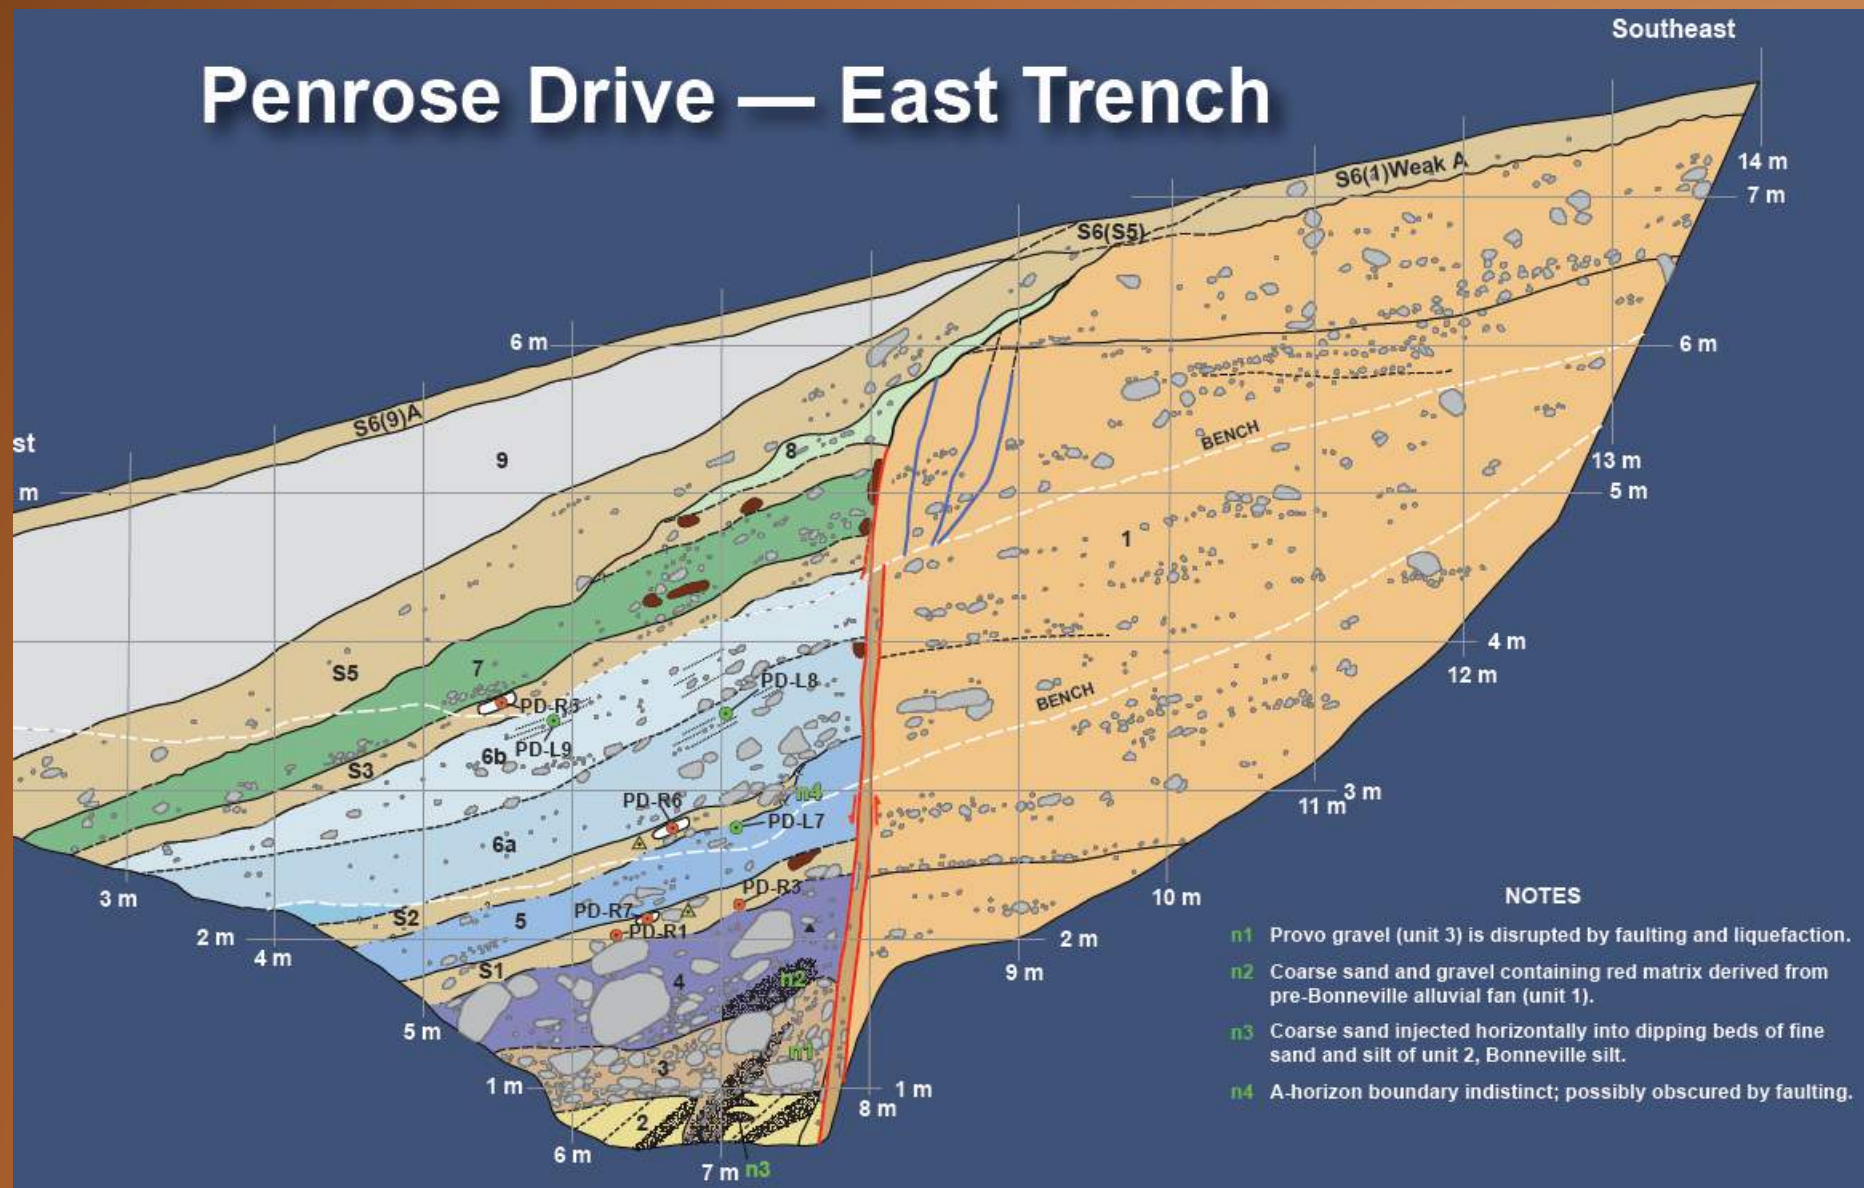 Southeast
Penrose Drive — East Trench
14 m
S6(1)Weak A
7 m
S6(S5)
6 m
6 m
S6(9)A
st
BENCH
8
9
13 m
m
5 m
1
4 m
S5
7
12 m
PD-L8
BENCH
PD-R5
PD-L9
6b
S3
n4
3 m
11 m
PD-R6
PD-L7
6a
PD-R3
3 m
10 m
NOTES
S2
5
PD-R7
PD-R1
2 m
2 m
n1 Provo gravel (unit 3) is disrupted by faulting and liquefaction.
4 m
S1
9 m
n2 Coarse sand and gravel containing red matrix derived from
pre-Bonneville alluvial fan (unit 1).
4
n2
5 m
n3 Coarse sand injected horizontally into dipping beds of fine
sand and silt of unit 2, Bonneville silt.
n1
3
1 m
1 m
n4 A-horizon boundary indistinct; possibly obscured by faulting.
8 m
2
6 m
7 m
n3